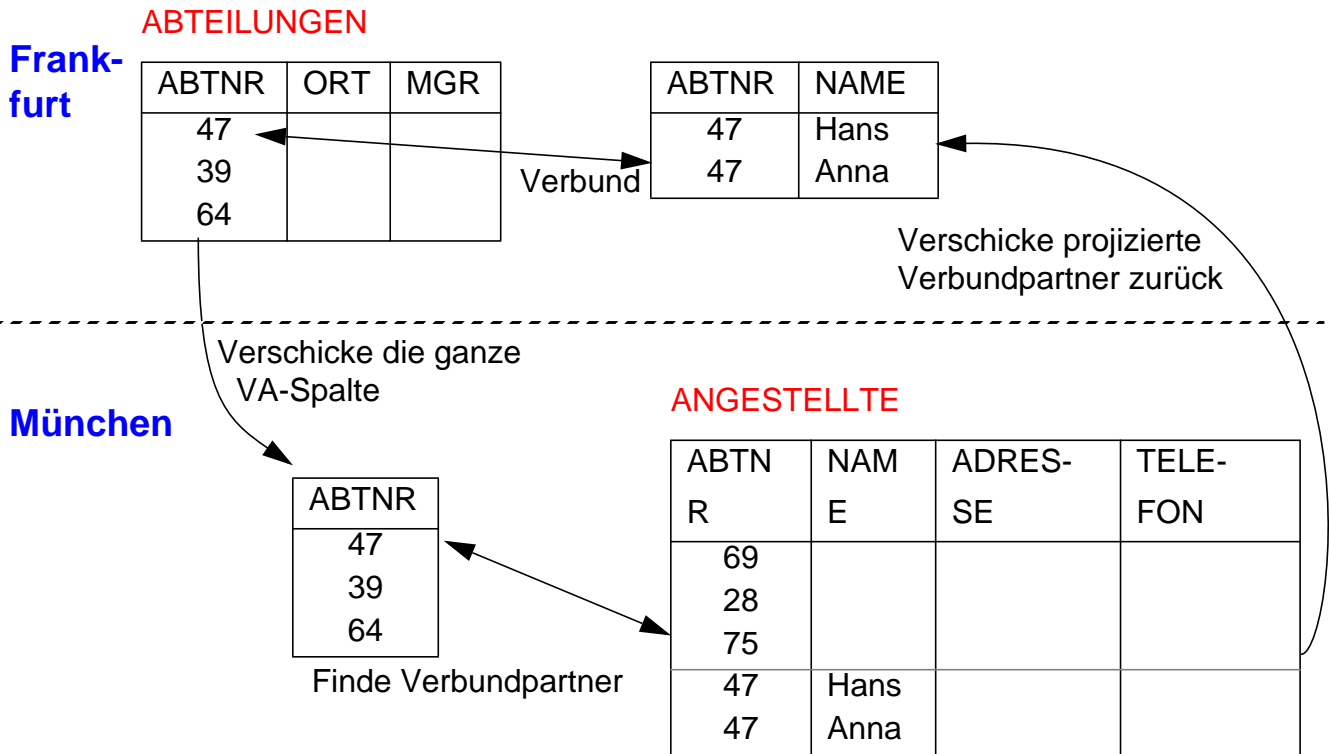 ABTEILUNGEN
Frank-
furt
ABTNR ORT MGR
47
39
64
ABTNR NAME
47 Hans
47 Anna
Verbund
Verschicke projizierte
Verbundpartner zurück
Verschicke die ganze
VA-Spalte
München
ANGESTELLTE
ABTNR
47
39
64
Finde Verbundpartner
ABTN NAM ADRES- TELE-
R E SE FON
69
28
75
47 Hans
47 Anna